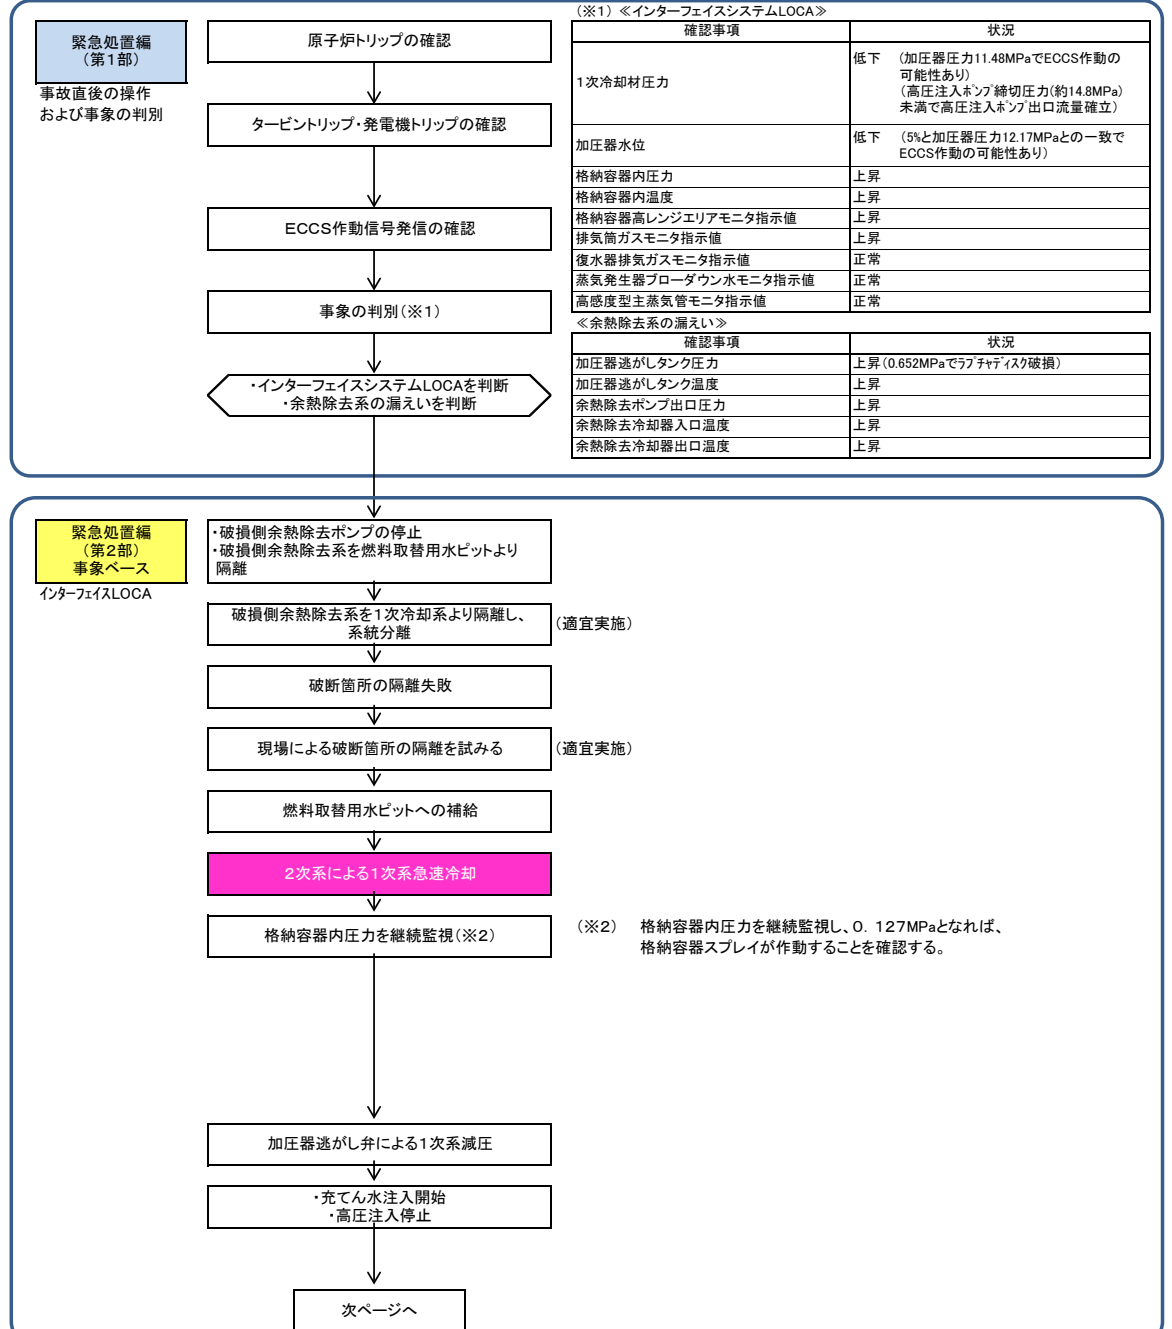 緊急処置編
(第1部)
事故直後の操作
および事象の判別
原子炉トリップの確認
タービントリップ・発電機トリップの確認
ECCS作動信号発信の確認
事象の判別(※1)
・インターフェイスシステムLOCAを判断
・余熱除去系の漏えいを判断
(※1) ≪インターフェイスシステムLOCA≫
確認事項 状況
1次冷却材圧力 低下 (加圧器圧力11.48MPaでECCS作動の
可能性あり)
(高圧注入ポンプ締切圧力(約14.8MPa)
未満で高圧注入ポンプ出口流量確立)
加圧器水位 低下 (5%と加圧器圧力12.17MPaとの一致で
ECCS作動の可能性あり)
格納容器内圧力 上昇
格納容器内温度 上昇
格納容器高レンジエリアモニタ指示値 上昇
排気筒ガスモニタ指示値 上昇
復水器排気ガスモニタ指示値 正常
蒸気発生器ブローダウン水モニタ指示値 正常
高感度型主蒸気管モニタ指示値 正常
≪余熱除去系の漏えい≫
確認事項 状況
加圧器逃がしタンク圧力 上昇(0.652MPaでラプチャディスク破損)
加圧器逃がしタンク温度 上昇
余熱除去ポンプ出口圧力 上昇
余熱除去冷却器入口温度 上昇
余熱除去冷却器出口温度 上昇
緊急処置編
(第2部)
事象ベース
インターフェイスLOCA
・破損側余熱除去ポンプの停止
・破損側余熱除去系を燃料取替用水ピットより
隔離
破損側余熱除去系を1次冷却系より隔離し、
系統分離
(適宜実施)
破断箇所の隔離失敗
現場による破断箇所の隔離を試みる
(適宜実施)
燃料取替用水ピットへの補給
2次系による1次系急速冷却
格納容器内圧力を継続監視(※2)
(※2) 格納容器内圧力を継続監視し、0.127MPaとなれば、
格納容器スプレイが作動することを確認する。
加圧器逃がし弁による1次系減圧
・充てん水注入開始
・高圧注入停止
次ページへ